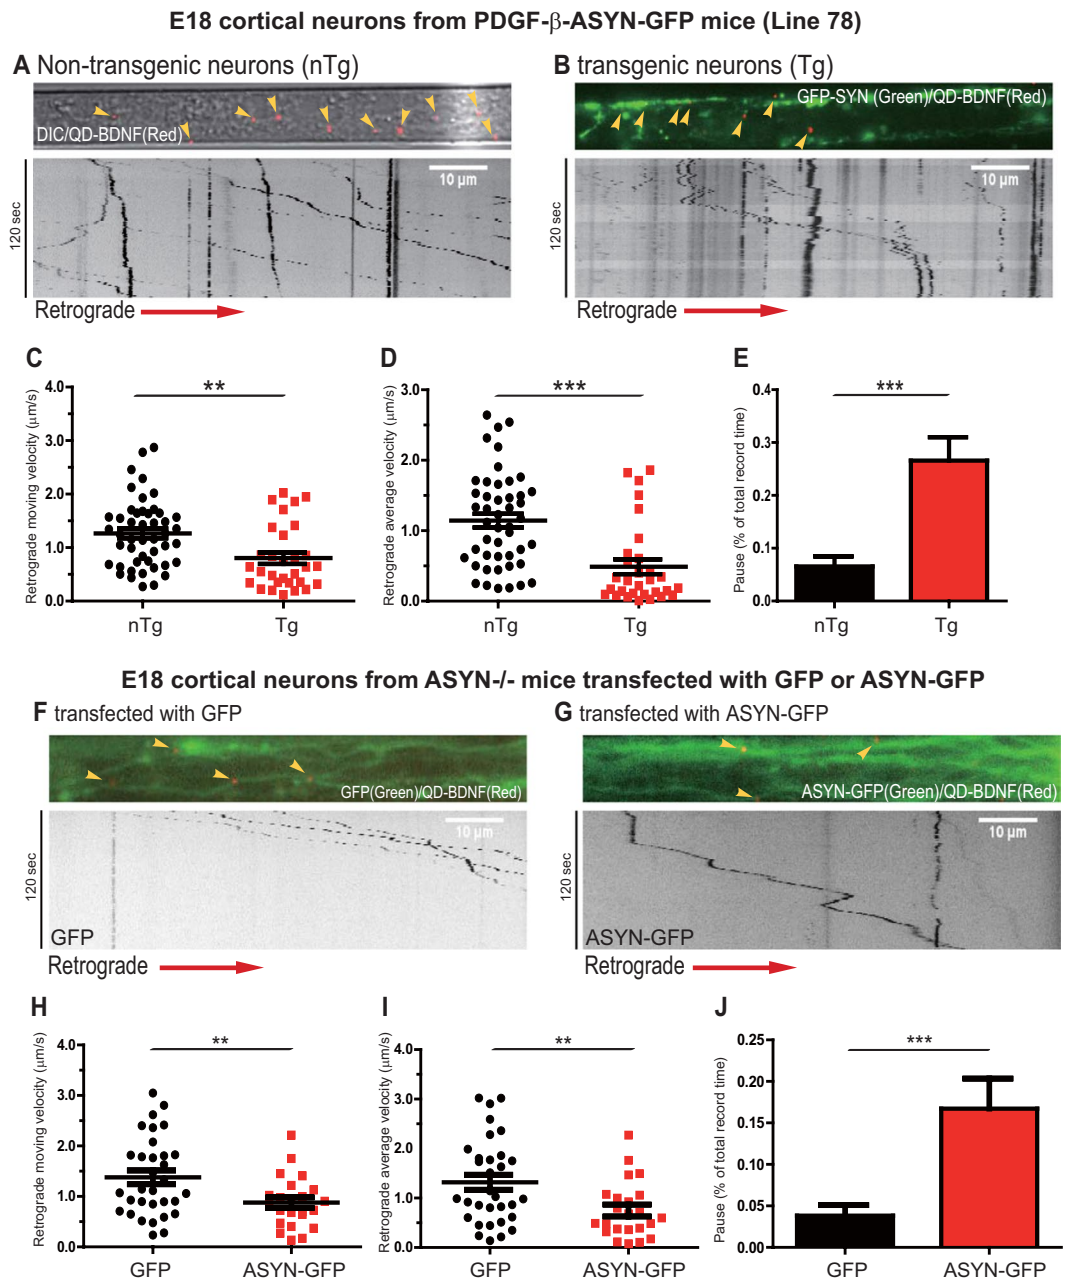 E18 cortical neurons from PDGF-β-ASYN-GFP mice (Line 78)
A Non-transgenic neurons (nTg)
DIC/QD-BDNF(Red)
10 μm
120 sec
Retrograde
B transgenic neurons (Tg)
GFP-SYN (Green)/QD-BDNF(Red)
10 μm
120 sec
Retrograde
C
Retrograde moving velocity (μm/s)
4.0
3.0
2.0
1.0
0.0
**
nTg
Tg
D
Retrograde average velocity (μm/s)
3.0
2.0
1.0
0.0
***
nTg
Tg
E
Pause (% of total record time)
0.4
0.3
0.2
0.1
0.0
***
nTg
Tg
E18 cortical neurons from ASYN-/- mice transfected with GFP or ASYN-GFP
F transfected with GFP
GFP(Green)/QD-BDNF(Red)
10 μm
120 sec
GFP
Retrograde
G transfected with ASYN-GFP
ASYN-GFP(Green)/QD-BDNF(Red)
10 μm
120 sec
ASYN-GFP
Retrograde
H
Retrograde moving velocity (μm/s)
4.0
3.0
2.0
1.0
0.0
**
GFP
ASYN-GFP
I
Retrograde average velocity (μm/s)
4.0
3.0
2.0
1.0
0.0
**
GFP
ASYN-GFP
J
Pause (% of total record time)
0.25
0.20
0.15
0.10
0.05
0.00
***
GFP
ASYN-GFP